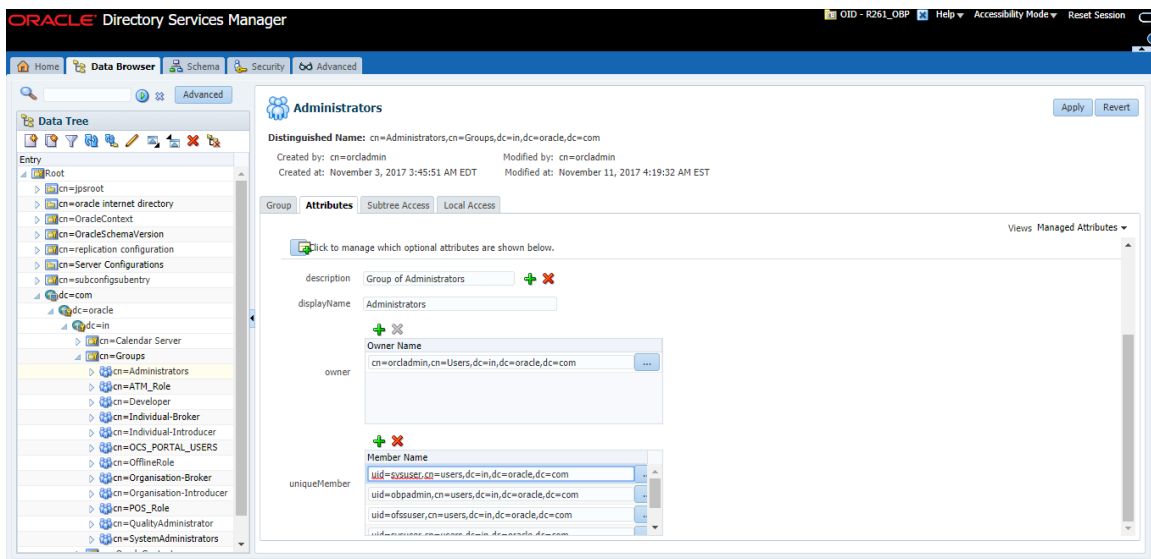 ORACLE' Directory Services Manager
OID - R261_OBP Help Accessibility Mode Reset Session
Home Data Browser Schema Security Advanced
Advanced
Data Tree
Entry
Root
cn=jpsroot
cn=oracle internet directory
cn=OracleContext
cn=OracleSchemaVersion
cn=replication configuration
cn=Server Configurations
cn=subconfigsubentry
dc=com
dc=oracle
dc=in
cn=Calendar Server
cn=Groups
cn=Administrators
cn=ATM_Role
cn=Developer
cn=Individual-Broker
cn=Individual-Introducer
cn=OCS_PORTAL_USERS
cn=OfflineRole
cn=Organisation-Broker
cn=Organisation-Introducer
cn=POS_Role
cn=QualityAdministrator
cn=SystemAdministrators
Administrators
Apply Revert
Distinguished Name: cn=Administrators,cn=Groups,dc=in,dc=oracle,dc=com
Created by: cn=orcladmin Modified by: cn=orcladmin
Created at: November 3, 2017 3:45:51 AM EDT Modified at: November 11, 2017 4:19:32 AM EST
Group Attributes Subtree Access Local Access
Views Managed Attributes
Click to manage which optional attributes are shown below.
description Group of Administrators
displayName Administrators
Owner Name
cn=orcladmin,cn=Users,dc=in,dc=oracle,dc=com ...
owner
Member Name
uid=sysuser,cn=users,dc=in,dc=oracle,dc=com
uniqueMember
uid=obpadmin,cn=users,dc=in,dc=oracle,dc=com
uid=ofssuser,cn=users,dc=in,dc=oracle,dc=com